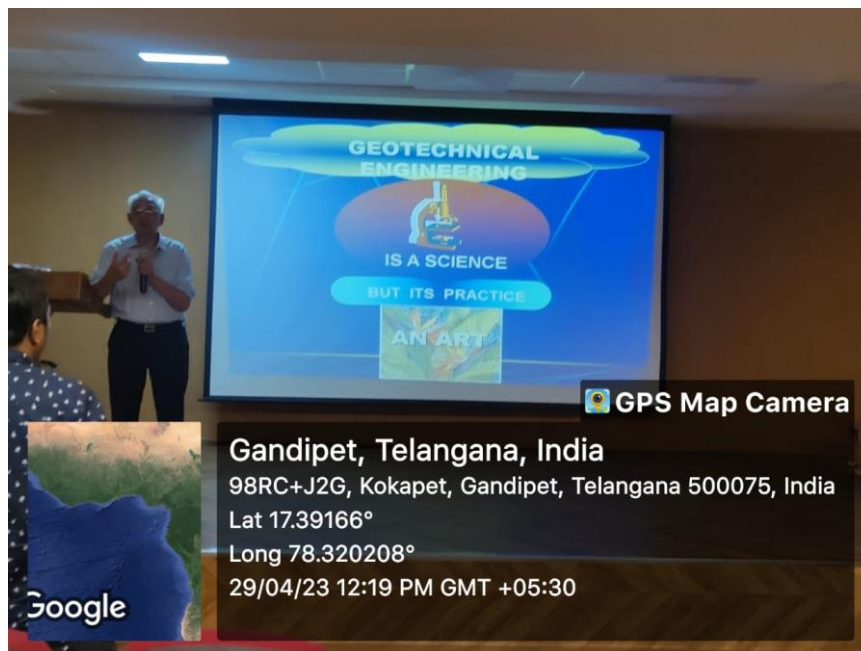 GEOTECHNICAL
ENGINEERING
IS A SCIENCE
BUT ITS PRACTICE
AN ART
GPS Map Camera
Gandipet, Telangana, India
98RC+J2G, Kokapet, Gandipet, Telangana 500075, India
Lat 17.39166°
Long 78.320208°
29/04/23 12:19 PM GMT +05:30
Google